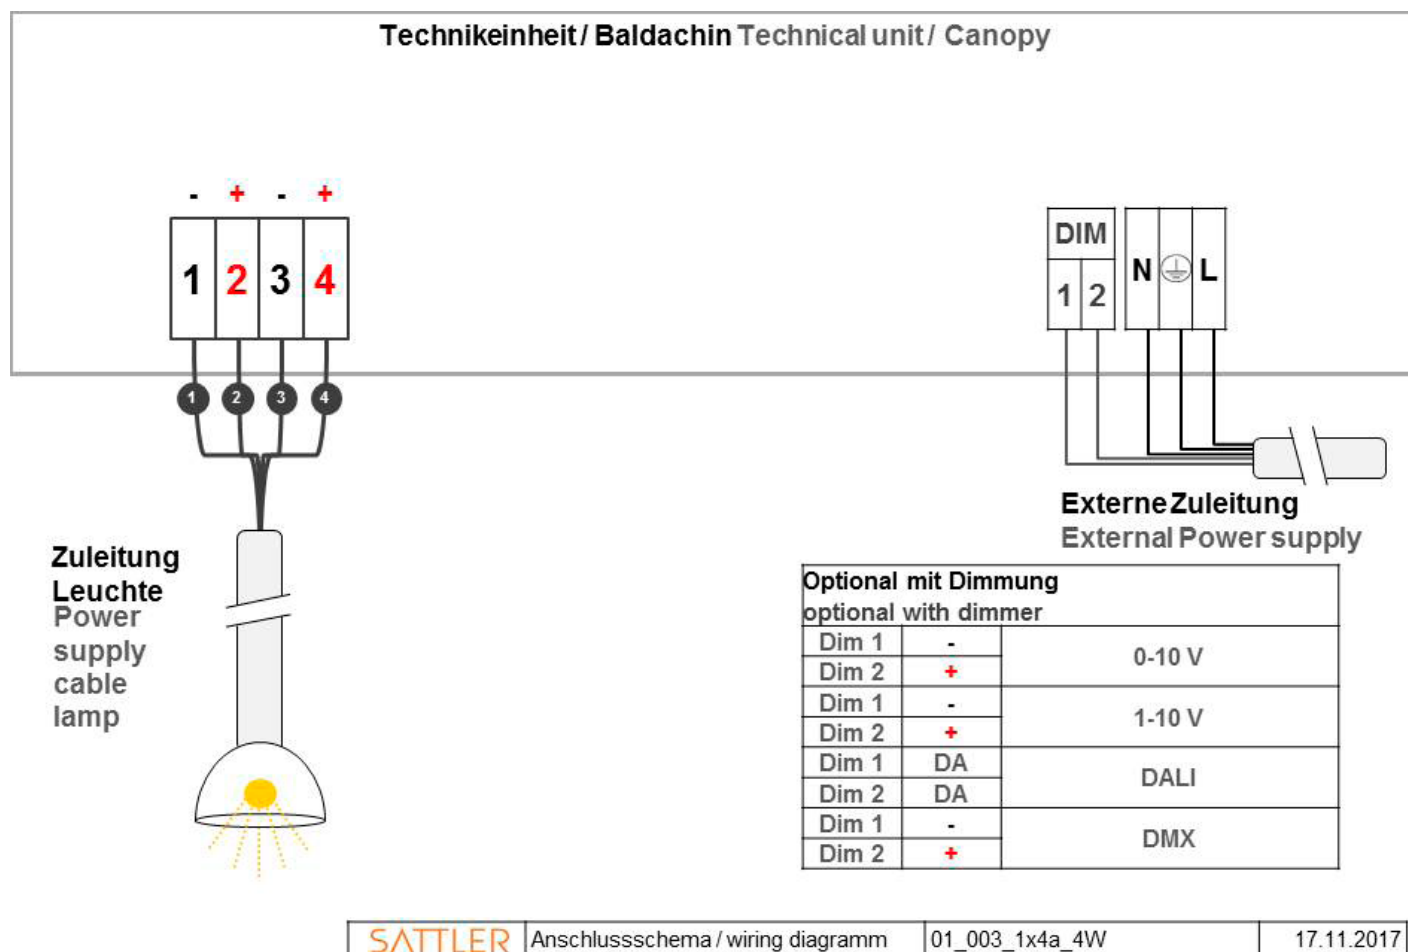 Technikeinheit / Baldachin Technical unit / Canopy
- + - +
1 2 3 4
DIM
1 2
N L
1 2 3 4
Externe Zuleitung
External Power supply
Zuleitung
Leuchte
Power
supply
cable
lamp
Optional mit Dimmung
optional with dimmer
Dim 1 - 0-10 V
Dim 2 +
Dim 1 - 1-10 V
Dim 2 +
Dim 1 DA DALI
Dim 2 DA
Dim 1 - DMX
Dim 2 +
SATTLER Anschlussschema / wiring diagramm 01_003_1x4a_4W 17.11.2017